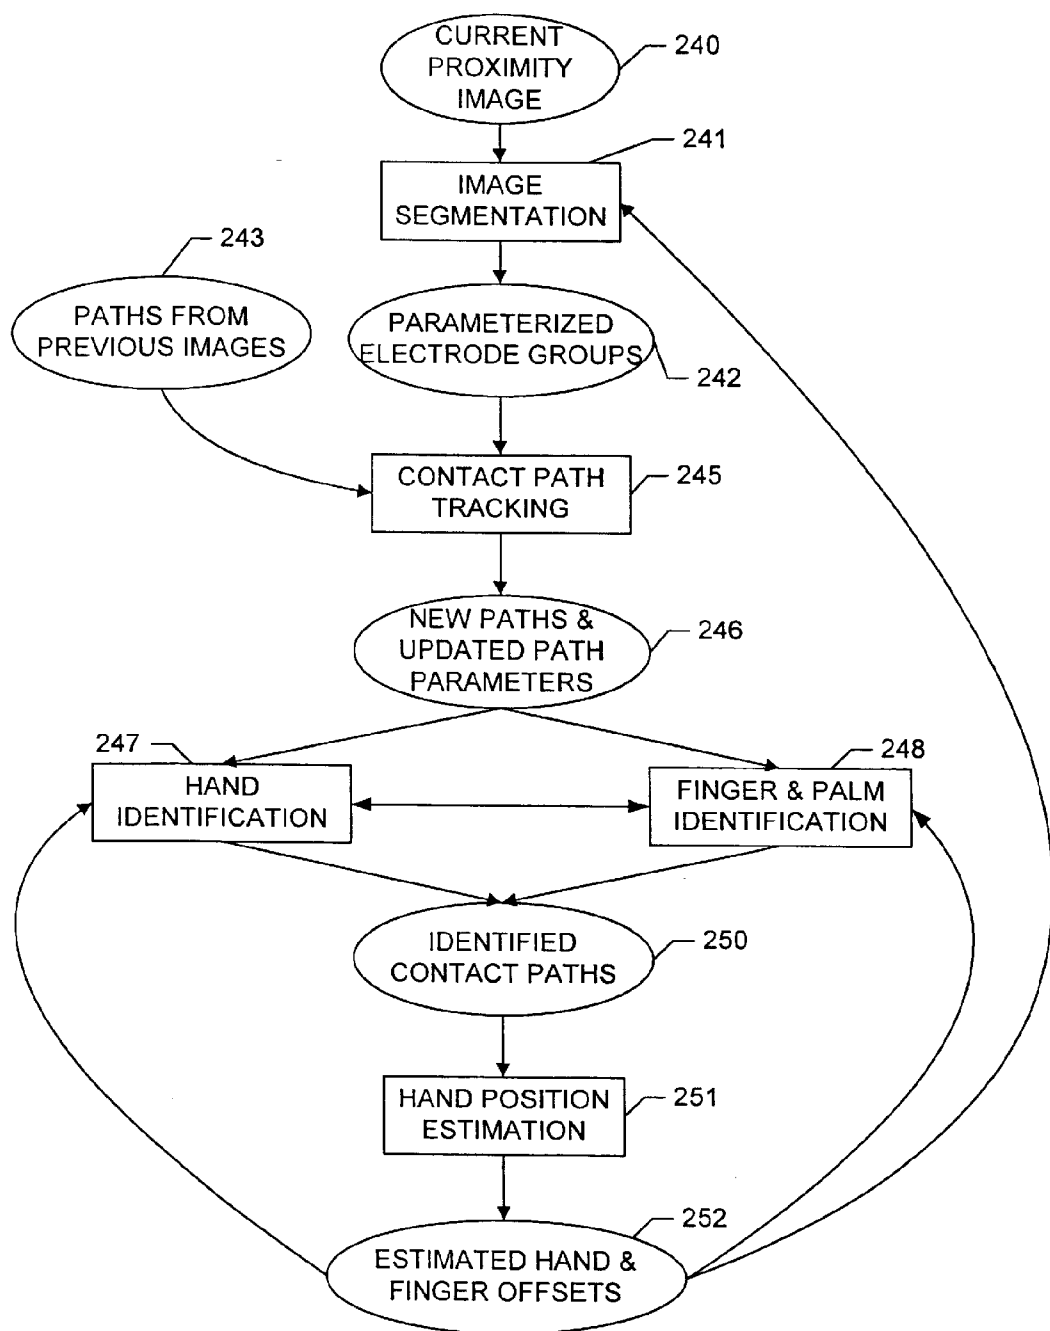 CURRENT
PROXIMITY
IMAGE
240
241
IMAGE
SEGMENTATION
243
PATHS FROM
PREVIOUS IMAGES
PARAMETERIZED
ELECTRODE GROUPS
242
CONTACT PATH
TRACKING
245
NEW PATHS &
UPDATED PATH
PARAMETERS
246
247
HAND
IDENTIFICATION
248
FINGER & PALM
IDENTIFICATION
IDENTIFIED
CONTACT PATHS
250
HAND POSITION
ESTIMATION
251
252
ESTIMATED HAND &
FINGER OFFSETS